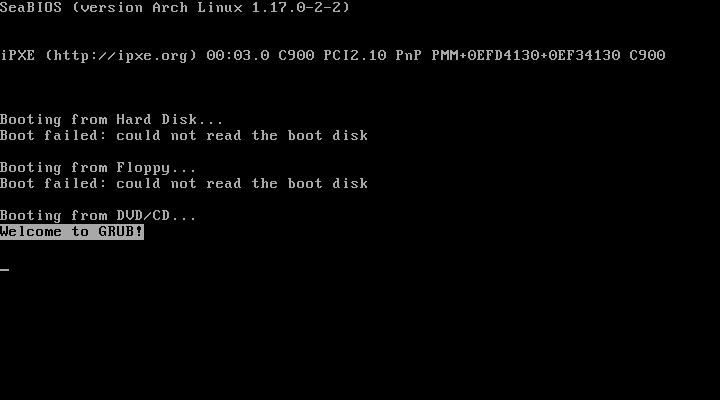 SeaBIOS (version Arch Linux 1.17.0-2-2)
iPXE (http://ipxe.org) 00:03.0 C900 PCI2.10 PnP PMM+0EFD4130+0EF34130 C900
Booting from Hard Disk...
Boot failed: could not read the boot disk
Booting from Floppy...
Boot failed: could not read the boot disk
Booting from DVD/CD...
Welcome to GRUB!